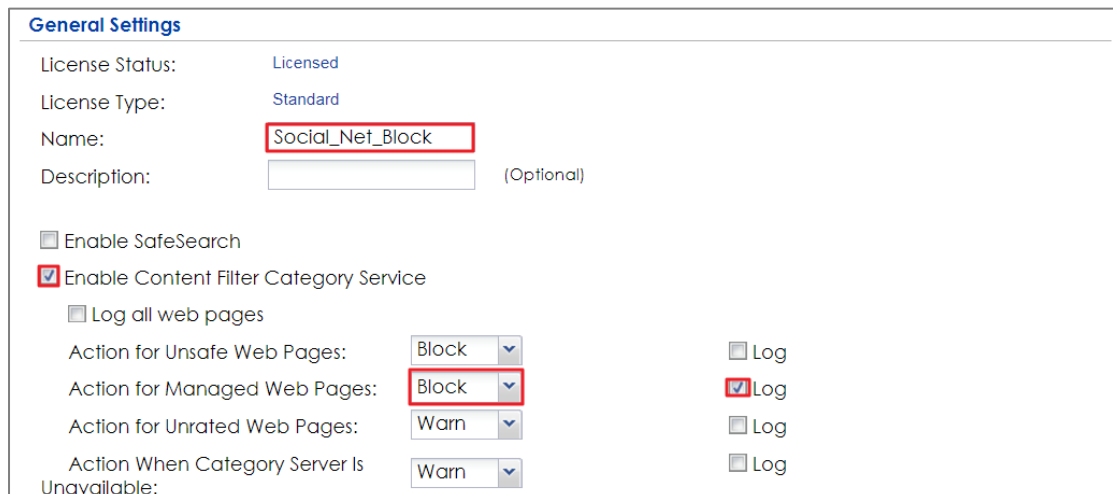 General Settings
License Status: Licensed
License Type: Standard
Name: Social_Net_Block
Description: (Optional)
Enable SafeSearch
Enable Content Filter Category Service
Log all web pages
Action for Unsafe Web Pages: Block Log
Action for Managed Web Pages: Block Log
Action for Unrated Web Pages: Warn Log
Action When Category Server Is
Unavailable: Warn Log